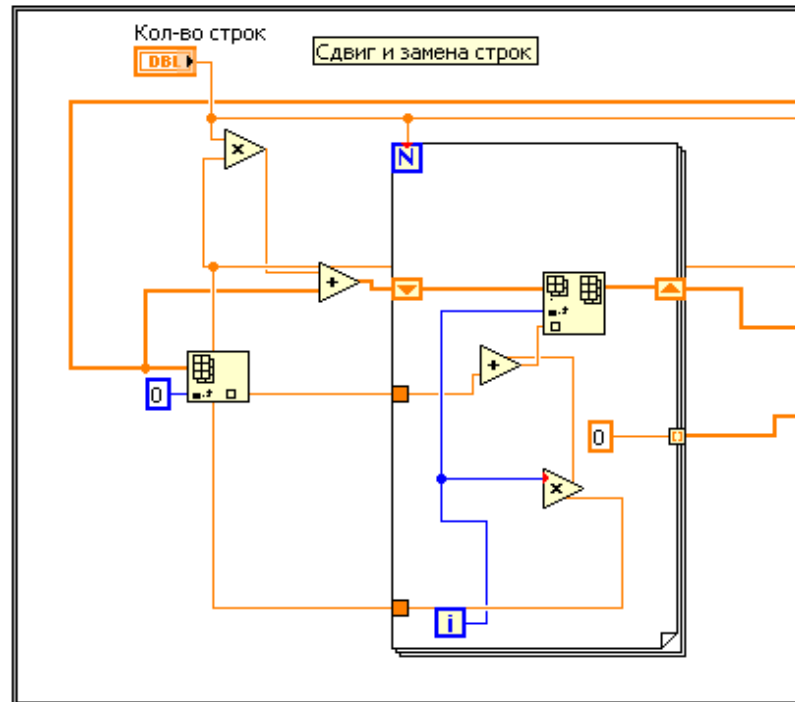 Кол-во строк
DBL
Сдвиг и замена строк
N
×
+
0
+
0
×
i